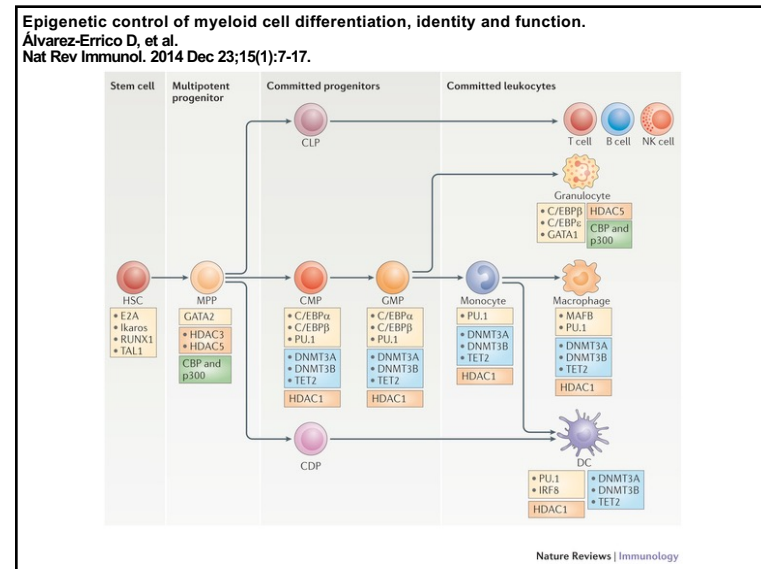 Epigenetic control of myeloid cell differentiation, identity and function.
Álvarez-Errico D, et al.
Nat Rev Immunol. 2014 Dec 23;15(1):7-17.
Stem cell
Multipotent
progenitor
Committed progenitors
Committed leukocytes
CLP
T cell
B cell
NK cell
Granulocyte
• C/EBPβ
• C/EBPε
• GATA1
HDAC5
CBP and
p300
HSC
• E2A
• Ikaros
• RUNX1
• TAL1
MPP
GATA2
• HDAC3
• HDAC5
CBP and
p300
CMP
• C/EBPα
• C/EBPβ
• PU.1
• DNMT3A
• DNMT3B
• TET2
HDAC1
GMP
• C/EBPα
• C/EBPβ
• PU.1
• DNMT3A
• DNMT3B
• TET2
HDAC1
Monocyte
• PU.1
• DNMT3A
• DNMT3B
• TET2
HDAC1
Macrophage
• MAFB
• PU.1
• DNMT3A
• DNMT3B
• TET2
HDAC1
CDP
DC
• PU.1
• IRF8
HDAC1
• DNMT3A
• DNMT3B
• TET2
Nature Reviews | Immunology